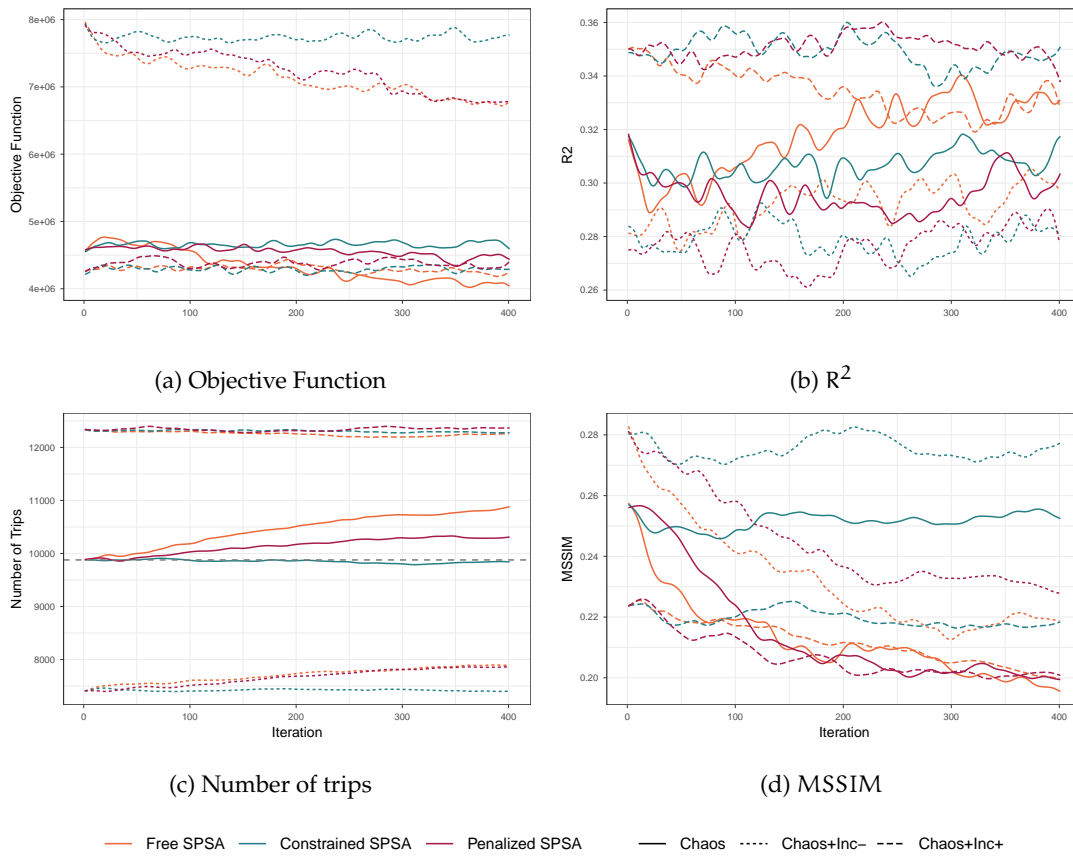 8e+06
7e+06
6e+06
5e+06
4e+06
Objective Function
0 100 200 300 400
(a) Objective Function
0.36
0.34
0.32
0.30
0.28
0.26
R2
0 100 200 300 400
(b) R²
12000
11000
10000
9000
8000
Number of Trips
0 100 200 300 400
Iteration
(c) Number of trips
0.28
0.26
0.24
0.22
0.20
MSSIM
0 100 200 300 400
Iteration
(d) MSSIM
Free SPSA Constrained SPSA Penalized SPSA Chaos Chaos+Inc− Chaos+Inc+